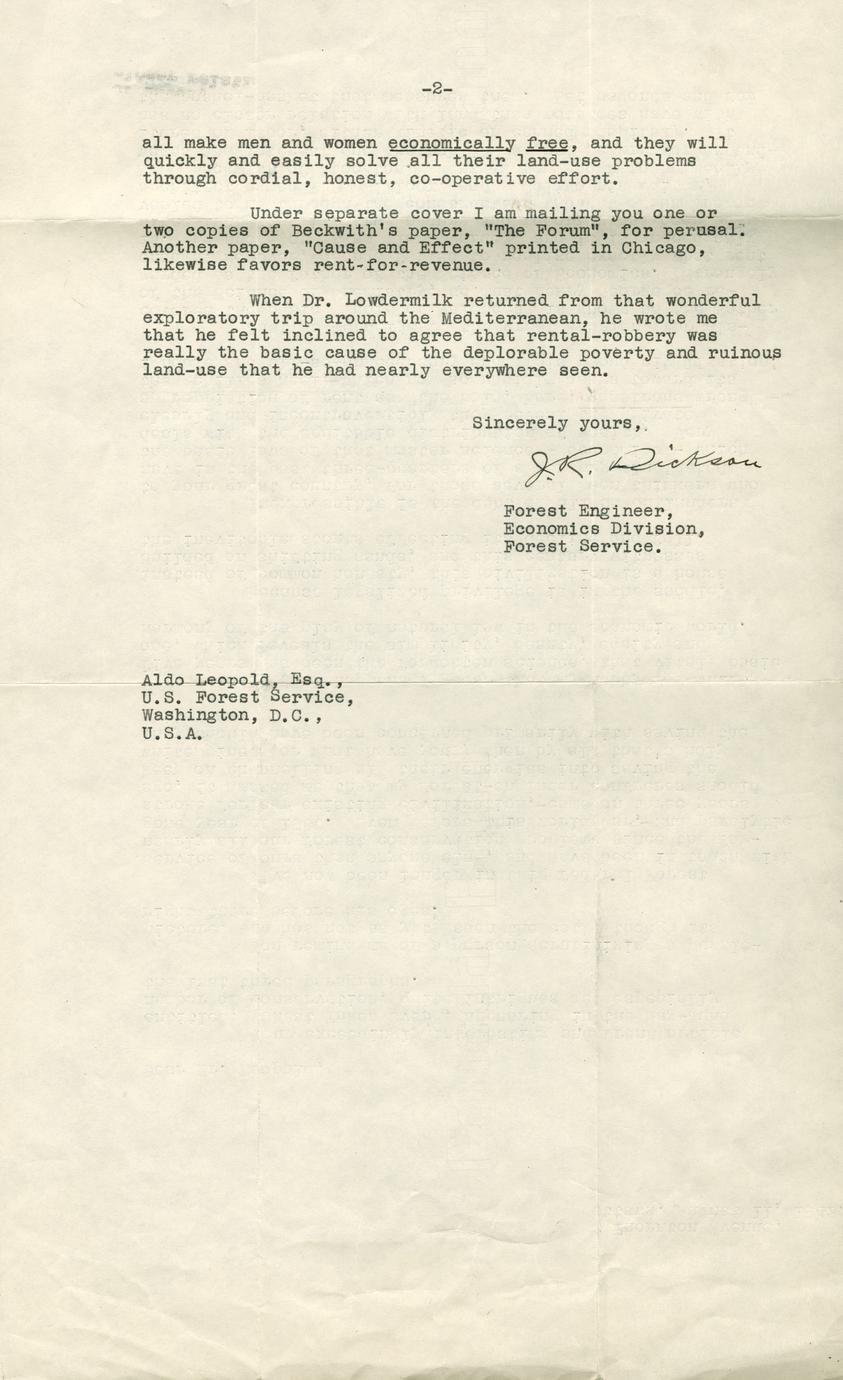 -2-
all make men and women economically free, and they will
quickly and easily solve all their land-use problems
through cordial, honest, co-operative effort.
Under separate cover I am mailing you one or
two copies of Beckwith's paper, "The Forum", for perusal.
Another paper, "Cause and Effect" printed in Chicago,
likewise favors rent-for-revenue.
When Dr. Lowdermilk returned from that wonderful
exploratory trip around the Mediterranean, he wrote me
that he felt inclined to agree that rental-robbery was
really the basic cause of the deplorable poverty and ruinous
land-use that he had nearly everywhere seen.
Sincerely yours,
J.R. Dickson
Forest Engineer,
Economics Division,
Forest Service.
Aldo Leopold, Esq.,
U.S. Forest Service,
Washington, D.C.,
U.S.A.